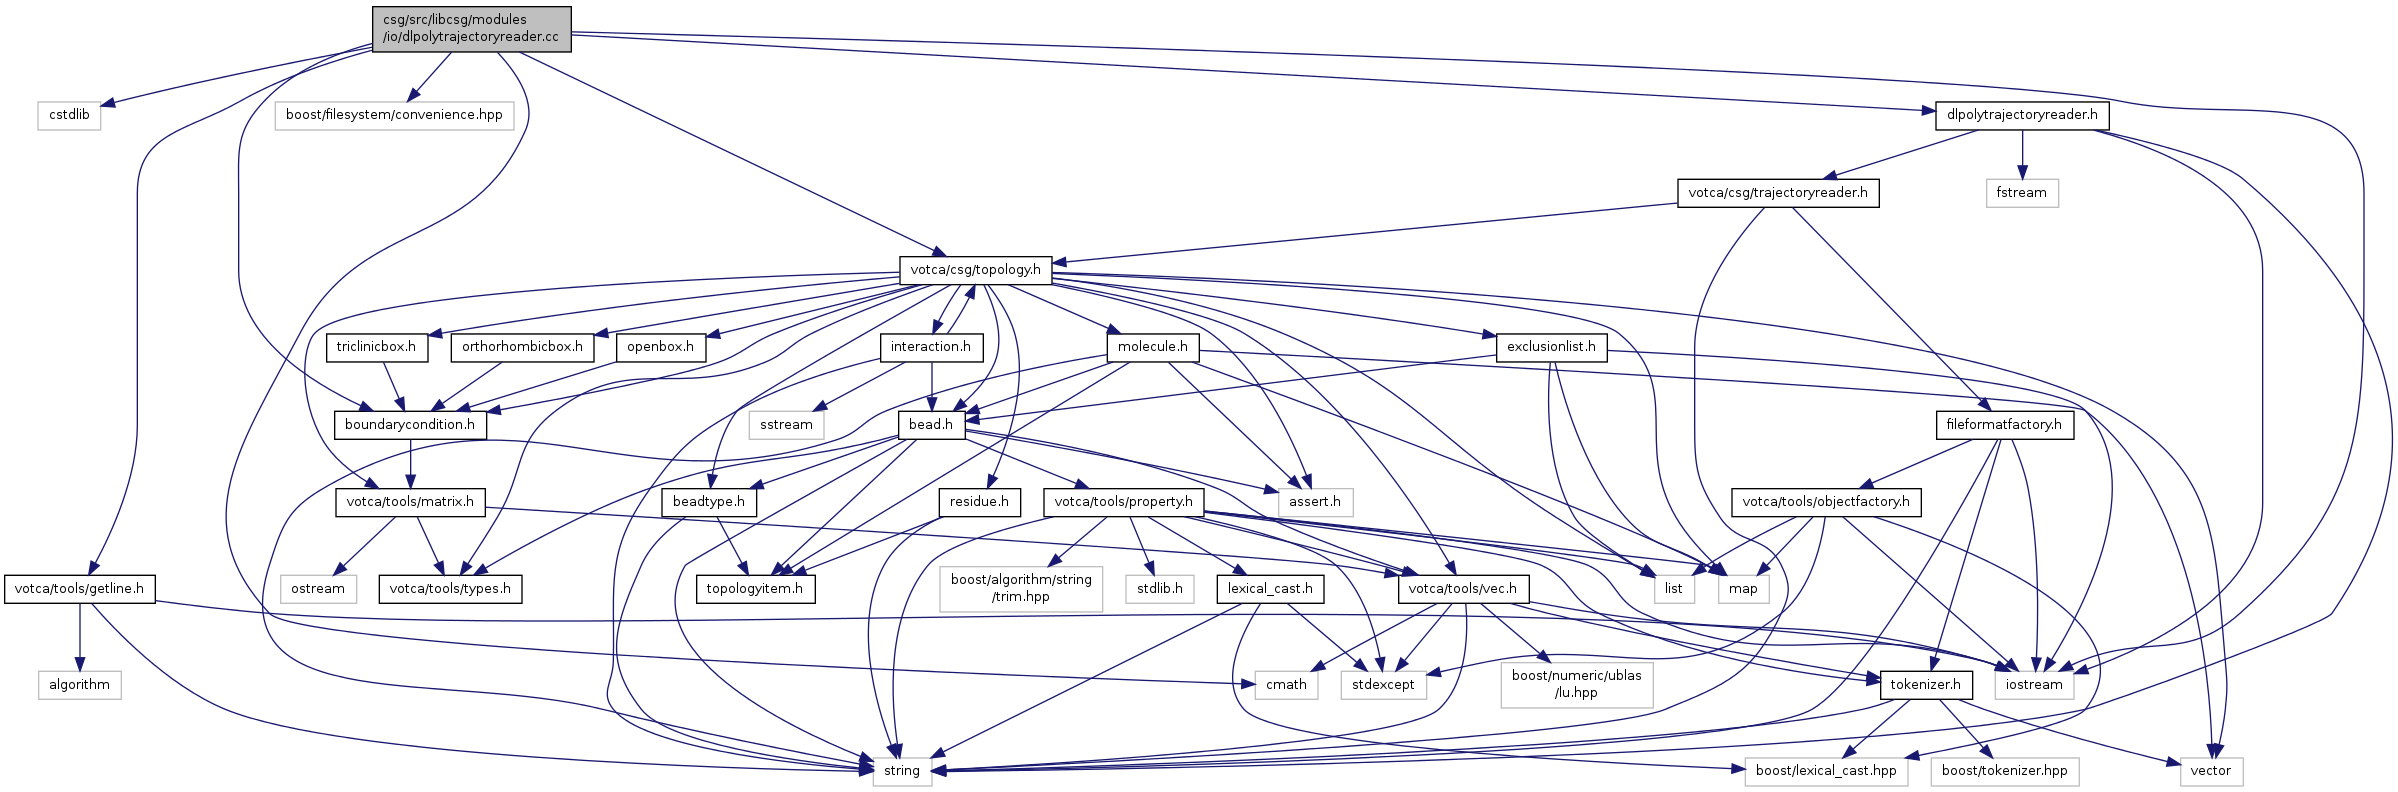 csg/src/libcsg/modules
/io/dlpolytrajectoryreader.cc
cstdlib
boost/filesystem/convenience.hpp
dlpolytrajectoryreader.h
votca/csg/trajectoryreader.h
fstream
votca/csg/topology.h
triclinicbox.h
orthorhombicbox.h
openbox.h
interaction.h
molecule.h
exclusionlist.h
boundarycondition.h
sstream
bead.h
fileformatfactory.h
votca/tools/matrix.h
beadtype.h
residue.h
votca/tools/property.h
assert.h
votca/tools/objectfactory.h
votca/tools/getline.h
ostream
votca/tools/types.h
topologyitem.h
boost/algorithm/string
/trim.hpp
stdlib.h
lexical_cast.h
votca/tools/vec.h
list
map
algorithm
cmath
stdexcept
boost/numeric/ublas
/lu.hpp
tokenizer.h
iostream
string
boost/lexical_cast.hpp
boost/tokenizer.hpp
vector